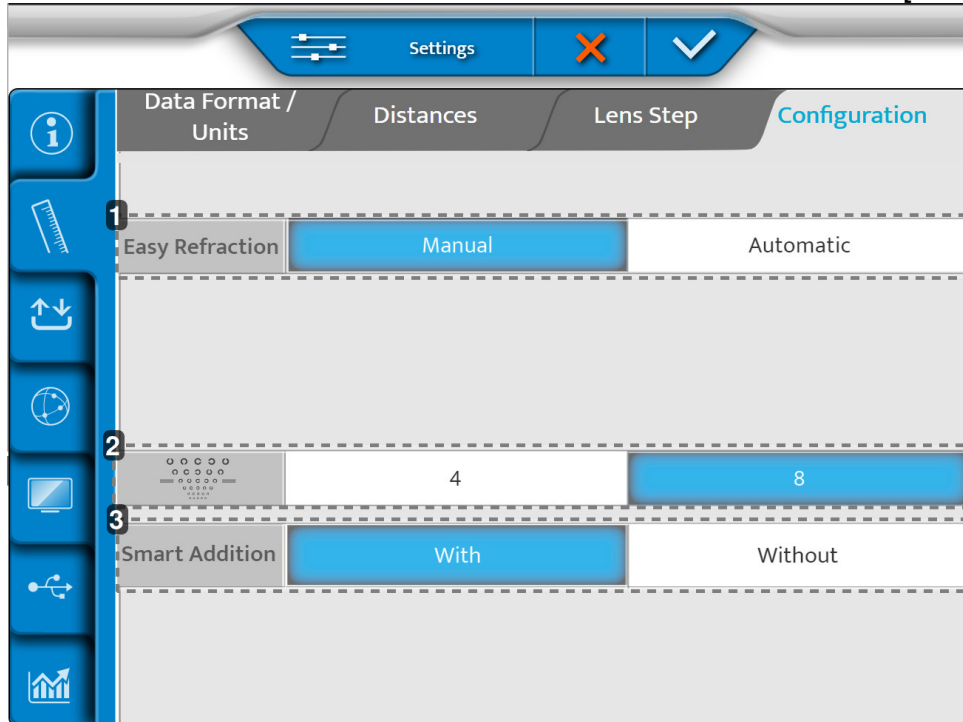 Settings
Data Format /
Units
Distances
Lens Step
Configuration
1
Easy Refraction
Manual
Automatic
2
4
8
3
Smart Addition
With
Without